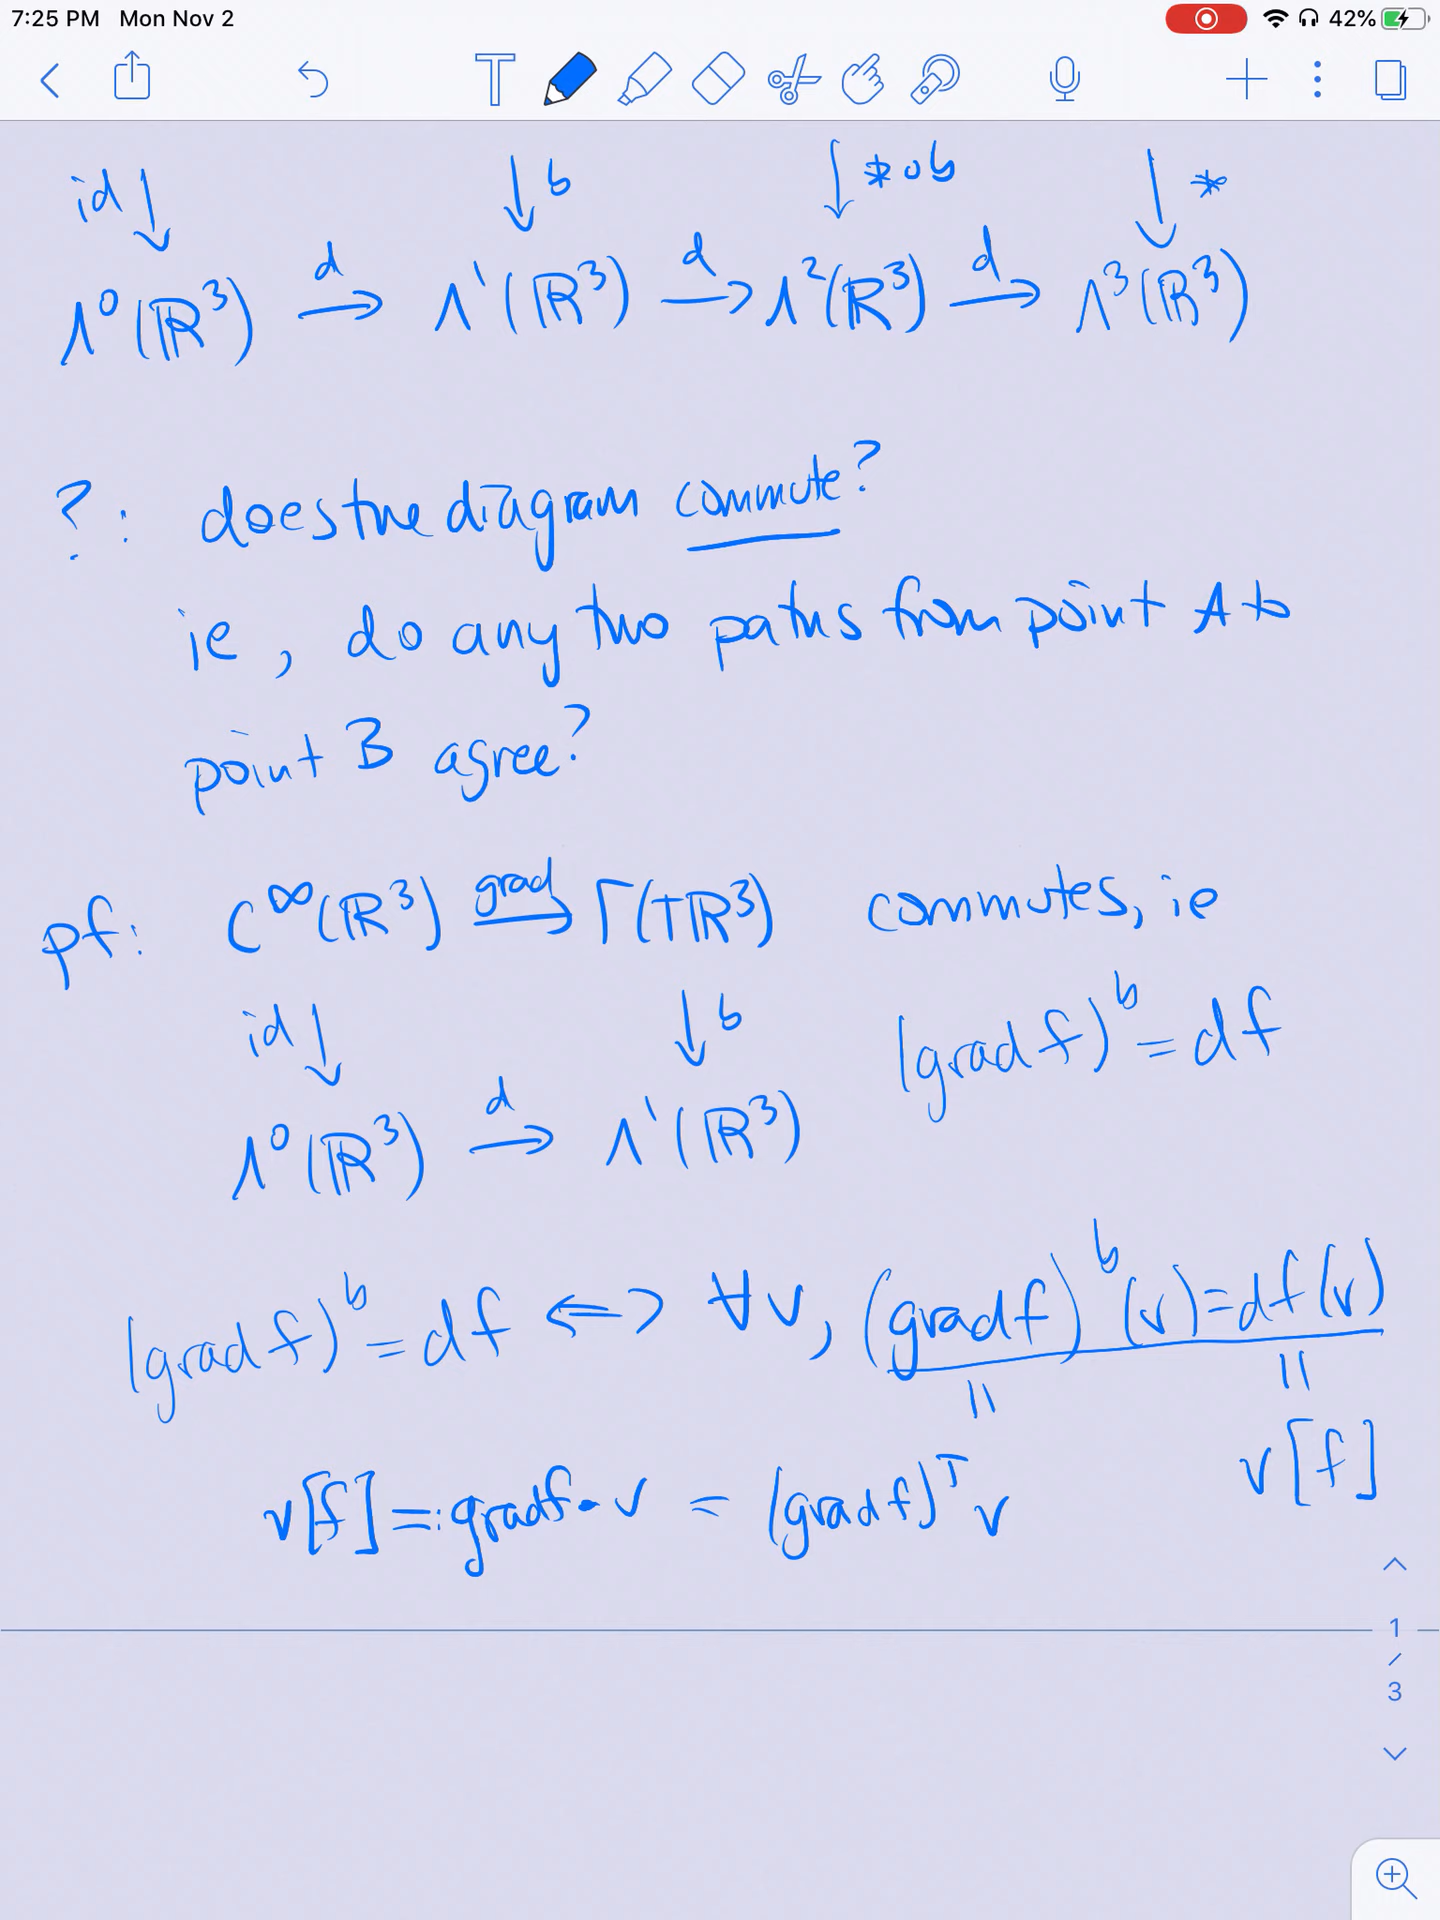 7:25 PM Mon Nov 2 42%
T
id ↓ ↓ b ↓ * o b ↓ *
Λ⁰(ℝ³) →d Λ¹(ℝ³) →d Λ²(ℝ³) →d Λ³(ℝ³)
?: does the diagram commute?
ie, do any two paths from point A to
point B agree?
pf: C^∞(ℝ³) →grad Γ(Tℝ³) commutes, ie
id ↓ ↓ b (grad f)^b = df
Λ⁰(ℝ³) →d Λ¹(ℝ³)
(grad f)^b = df ⟺ ∀v, (grad f)^b (v) = df(v)
|| ||
v[f] =: grad f • v = (grad f)^T v v[f]
1
/
3